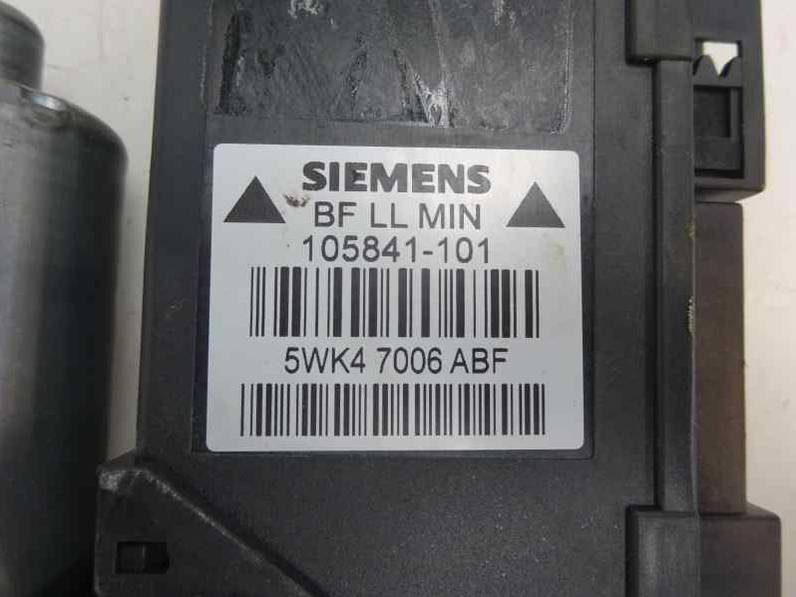 SIEMENS
BF LL MIN
105841-101
5WK4 7006 ABF